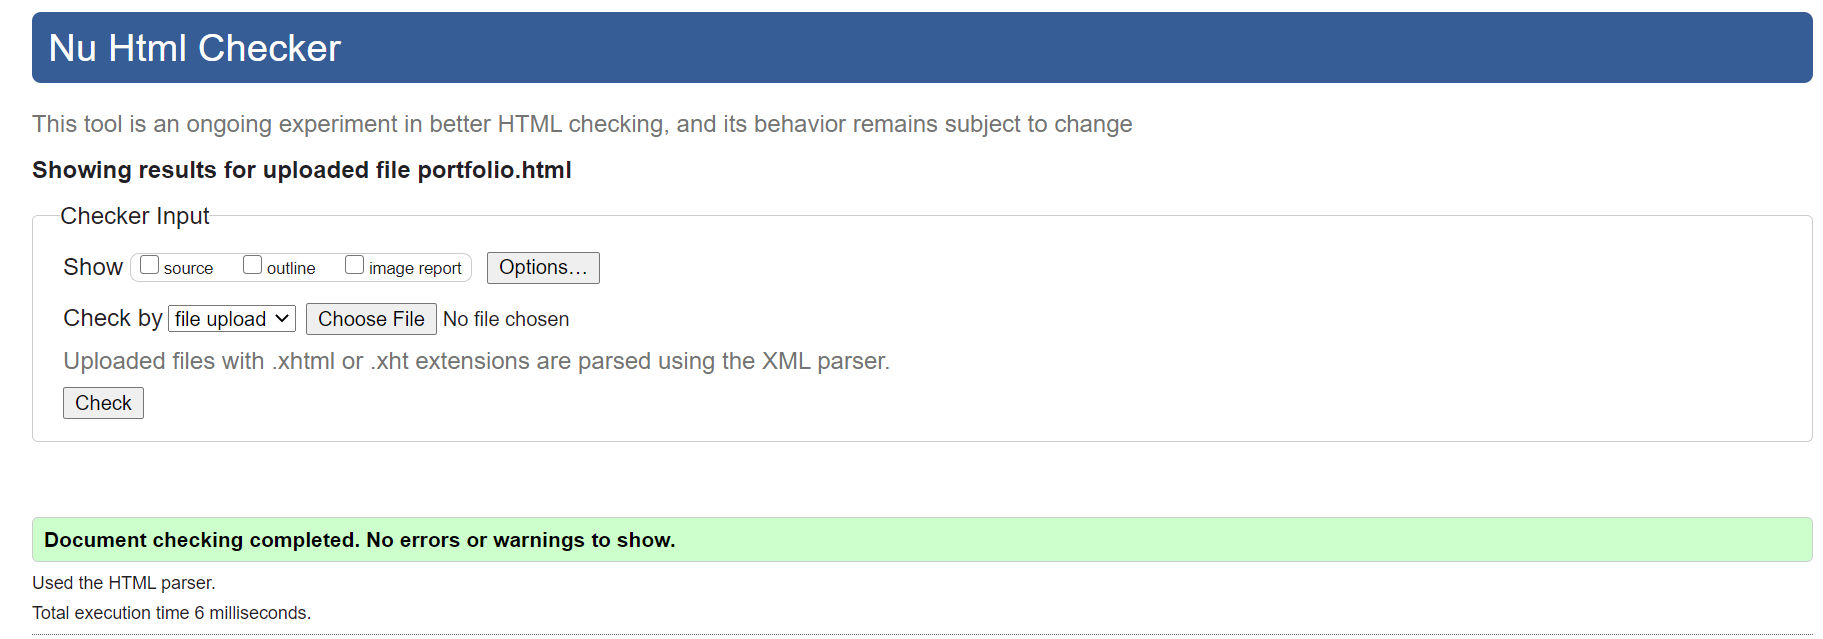 Nu Html Checker
This tool is an ongoing experiment in better HTML checking, and its behavior remains subject to change
Showing results for uploaded file portfolio.html
Checker Input
Show source outline image report Options...
Check by file upload Choose File No file chosen
Uploaded files with .xhtml or .xht extensions are parsed using the XML parser.
Check
Document checking completed. No errors or warnings to show.
Used the HTML parser.
Total execution time 6 milliseconds.